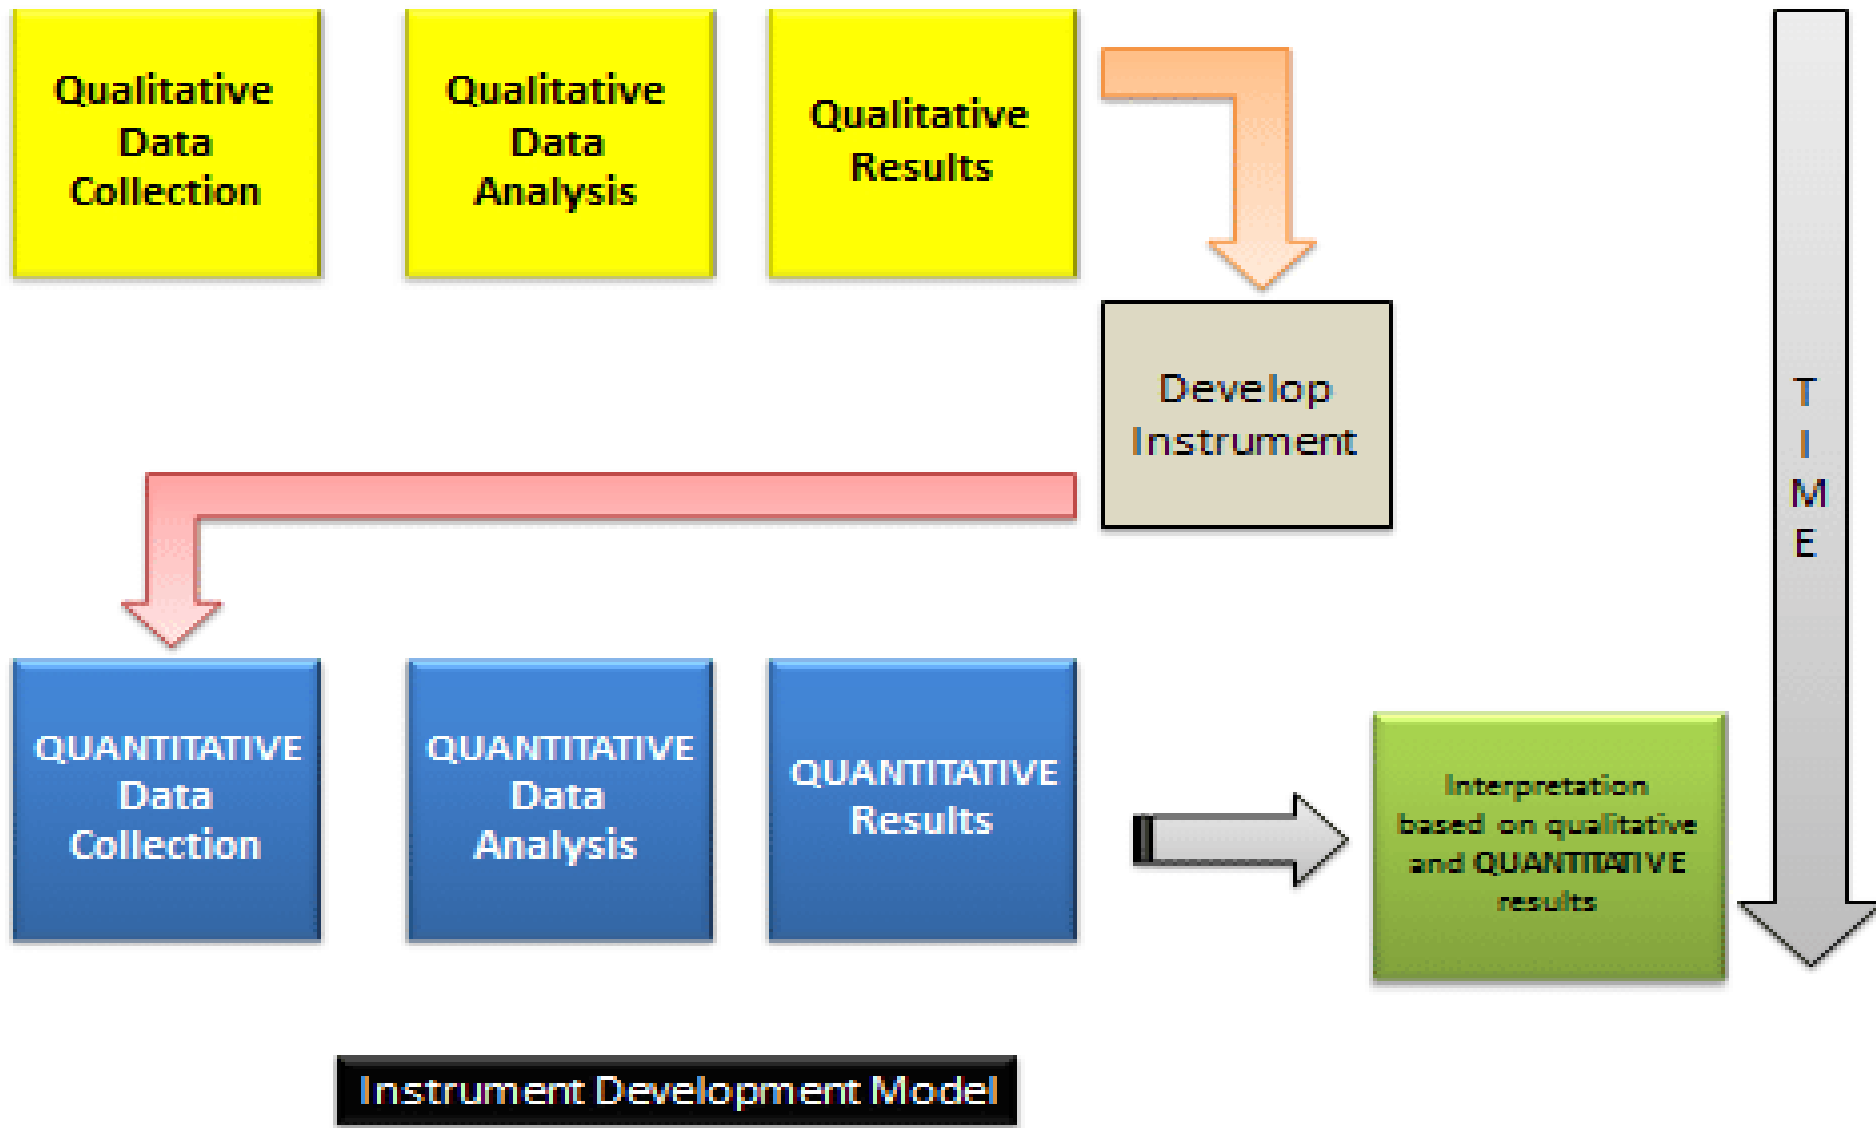 Qualitative
Data
Collection
Qualitative
Data
Analysis
Qualitative
Results
Develop
Instrument
T
I
M
E
QUANTITATIVE
Data
Collection
QUANTITATIVE
Data
Analysis
QUANTITATIVE
Results
Interpretation
based on qualitative
and QUANTITATIVE
results
Instrument Development Model